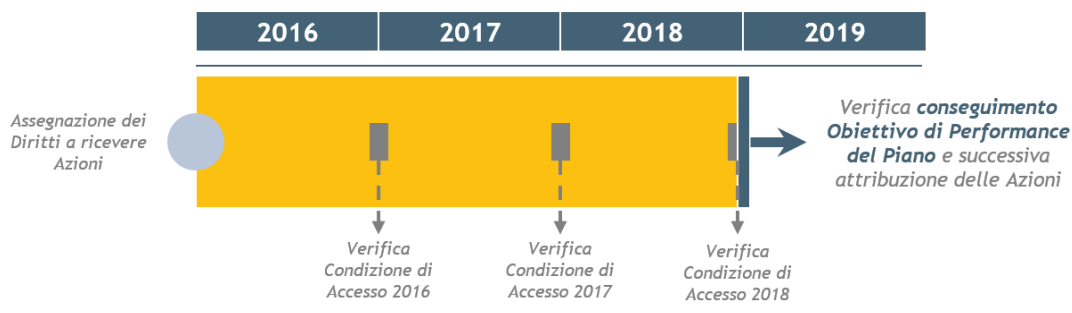 2016 2017 2018 2019
Assegnazione dei
Diritti a ricevere
Azioni
Verifica conseguimento
Obiettivo di Performance
del Piano e successiva
attribuzione delle Azioni
Verifica
Condizione di
Accesso 2016
Verifica
Condizione di
Accesso 2017
Verifica
Condizione di
Accesso 2018